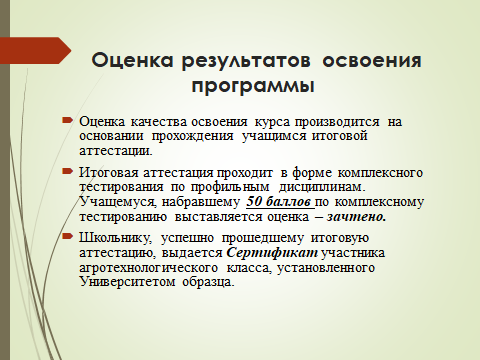 Оценка результатов освоения
программы
Оценка качества освоения курса производится на
основании прохождения учащимся итоговой
аттестации.
Итоговая аттестация проходит в форме комплексного
тестирования по профильным дисциплинам.
Учащемуся, набравшему 50 баллов по комплексному
тестированию выставляется оценка – зачтено.
Школьнику, успешно прошедшему итоговую
аттестацию, выдается Сертификат участника
агротехнологического класса, установленного
Университетом образца.